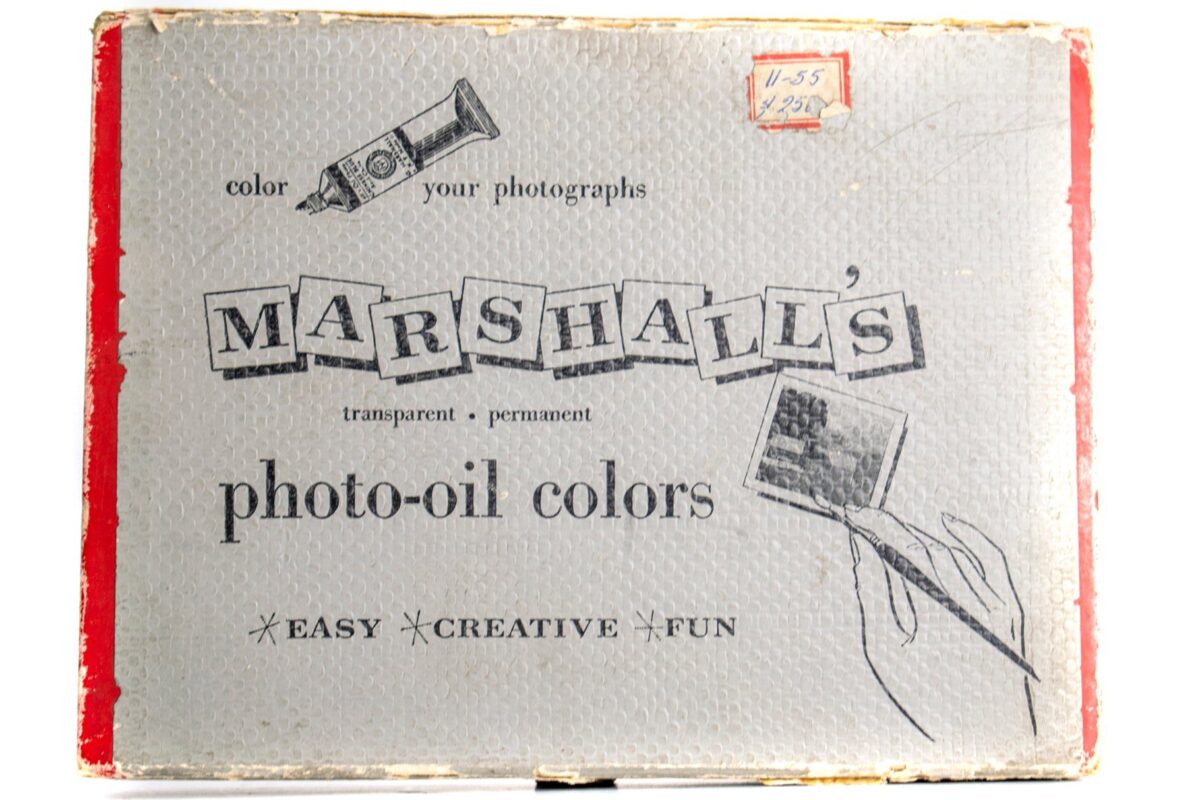 11-55
color your photographs
MARSHALL'S
transparent • permanent
photo-oil colors
*EASY *CREATIVE *FUN